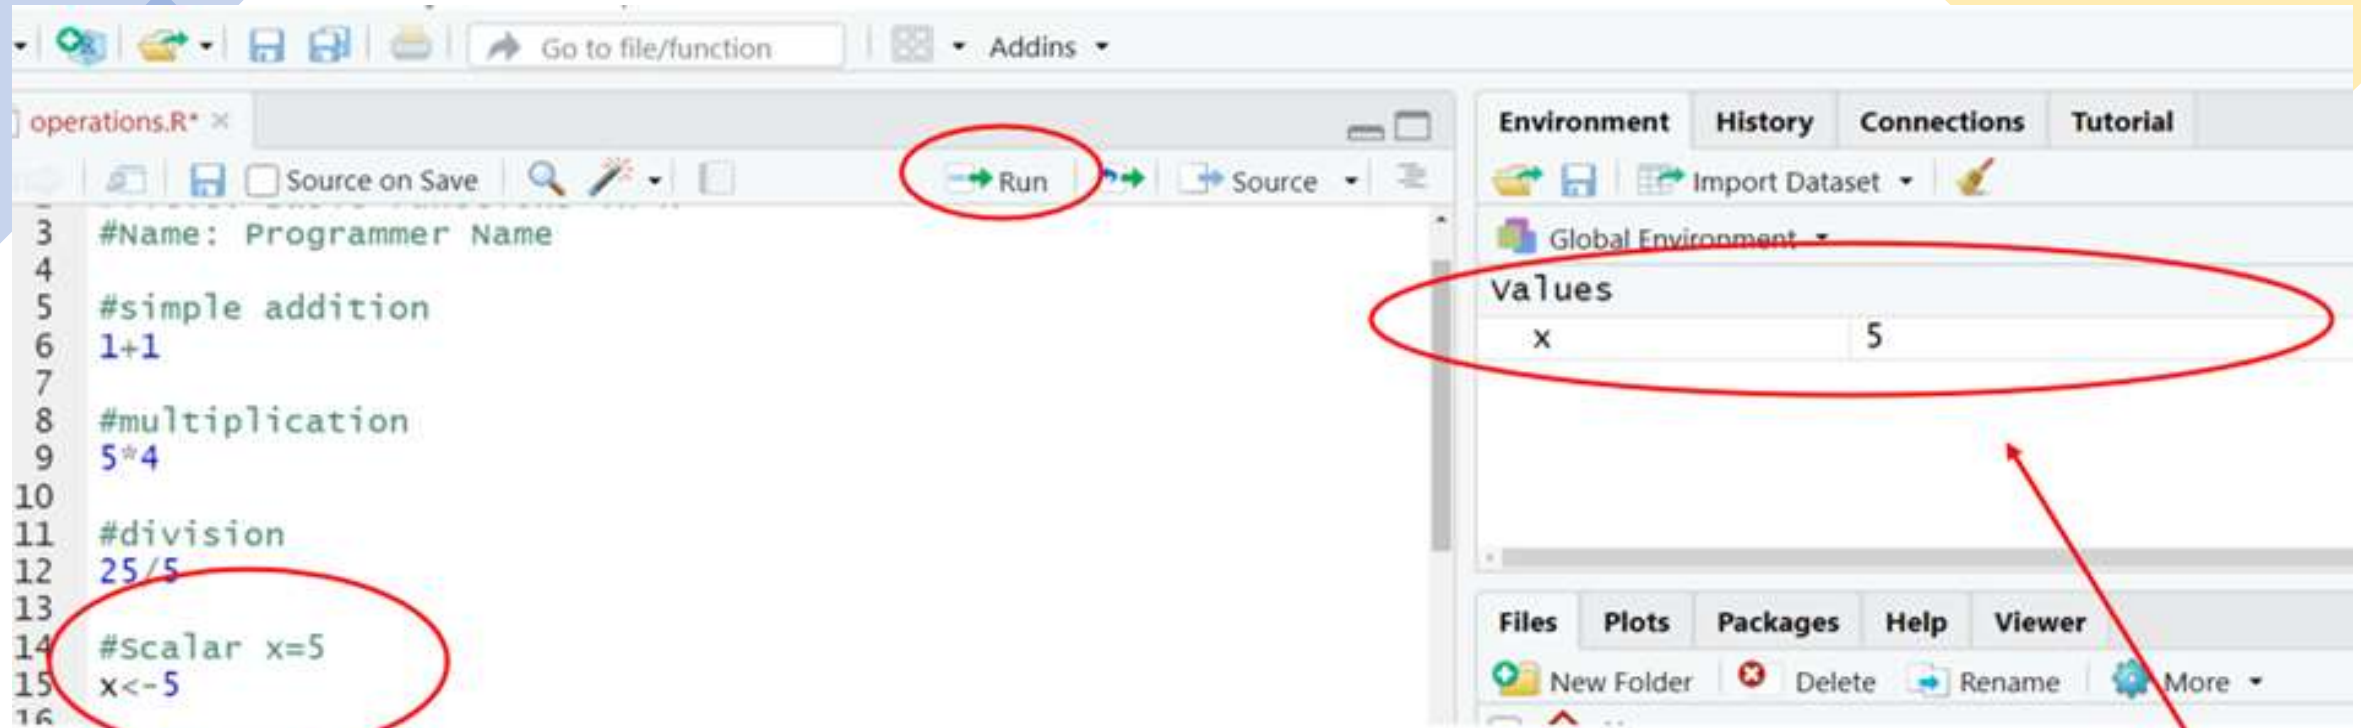 Go to file/function
Addins
operations.R*
Source on Save
Run
Source
3 #Name: Programmer Name
4
5 #simple addition
6 1+1
7
8 #multiplication
9 5*4
10
11 #division
12 25/5
13
14 #Scalar x=5
15 x<-5
16
Environment History Connections Tutorial
Import Dataset
Global Environment
Values
x 5
Files Plots Packages Help Viewer
New Folder Delete Rename More